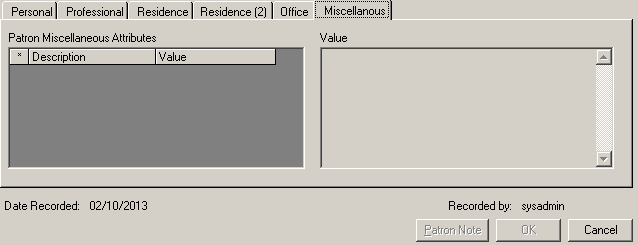 Personal Professional Residence Residence (2) Office Miscellanous
Patron Miscellaneous Attributes Value
* Description Value
Date Recorded: 02/10/2013 Recorded by: sysadmin
Patron Note OK Cancel